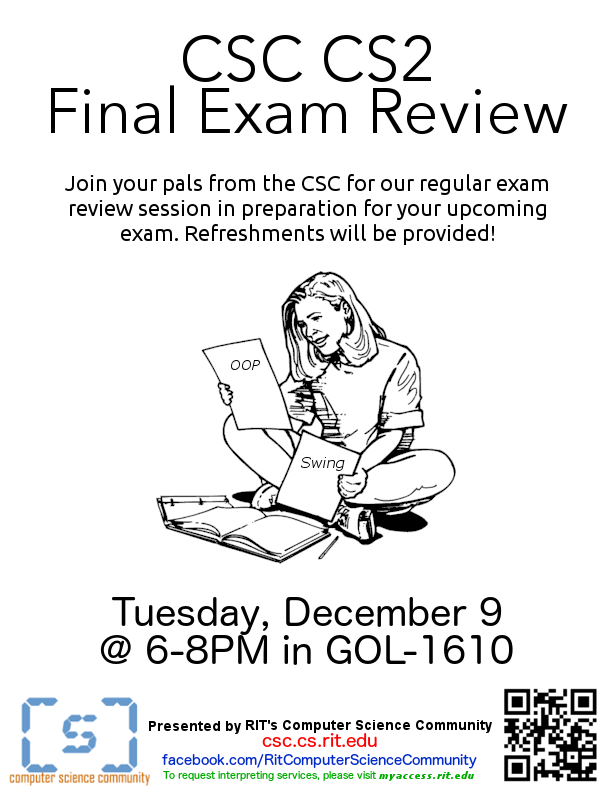 CSC CS2
Final Exam Review
Join your pals from the CSC for our regular exam
review session in preparation for your upcoming
exam. Refreshments will be provided!
OOP
Swing
Tuesday, December 9
@ 6-8PM in GOL-1610
[s]
computer science community
Presented by RIT's Computer Science Community
csc.cs.rit.edu
facebook.com/RitComputerScienceCommunity
To request interpreting services, please visit myaccess.rit.edu